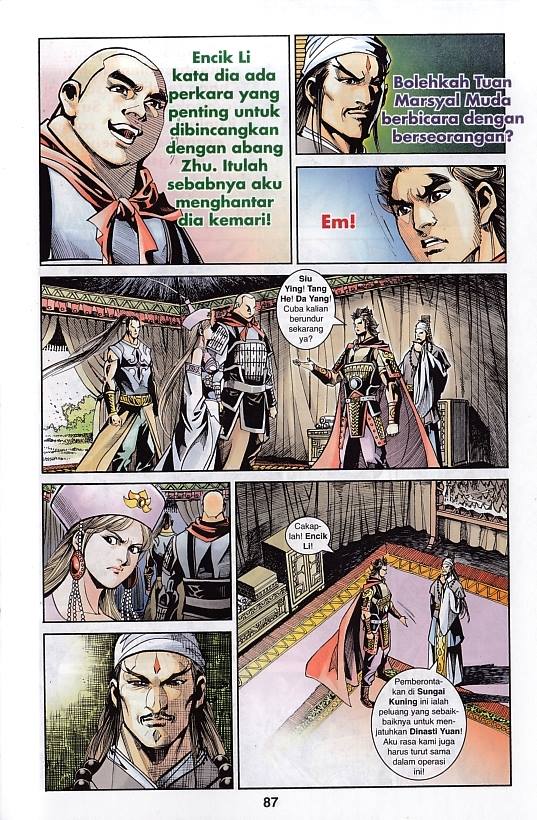 Encik Li
kata dia ada
perkara yang
penting untuk
dibincangkan
dengan abang
Zhu. Itulah
sebabnya aku
menghantar
dia kemari!
Bolehkah Tuan
Marsyal Muda
berbicara dengan
berseorangan?
Em!
Siu
Ying! Tang
He! Da Yang!
Cuba kalian
berundur
sekarang
ya?
Cakap-
lah! Encik
Li!
Pemberonta-
kan di Sungai
Kuning ini ialah
peluang yang sebaik-
baiknya untuk men-
jatuhkan Dinasti Yuan!
Aku rasa kami juga
harus turut sama
dalam operasi
ini!
87